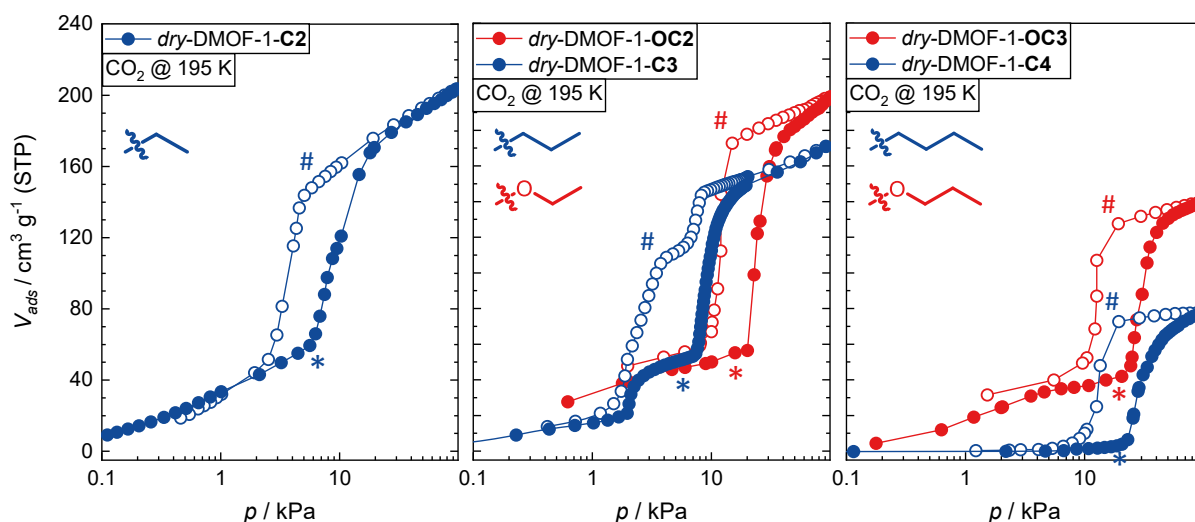 240
200
160
120
80
40
0
V_ads / cm³ g⁻¹ (STP)
dry-DMOF-1-C2
CO₂ @ 195 K
#
*
0.1
1
10
p / kPa
dry-DMOF-1-OC2
dry-DMOF-1-C3
CO₂ @ 195 K
O
#
#
*
*
0.1
1
10
p / kPa
dry-DMOF-1-OC3
dry-DMOF-1-C4
CO₂ @ 195 K
O
#
#
*
*
0.1
1
10
p / kPa